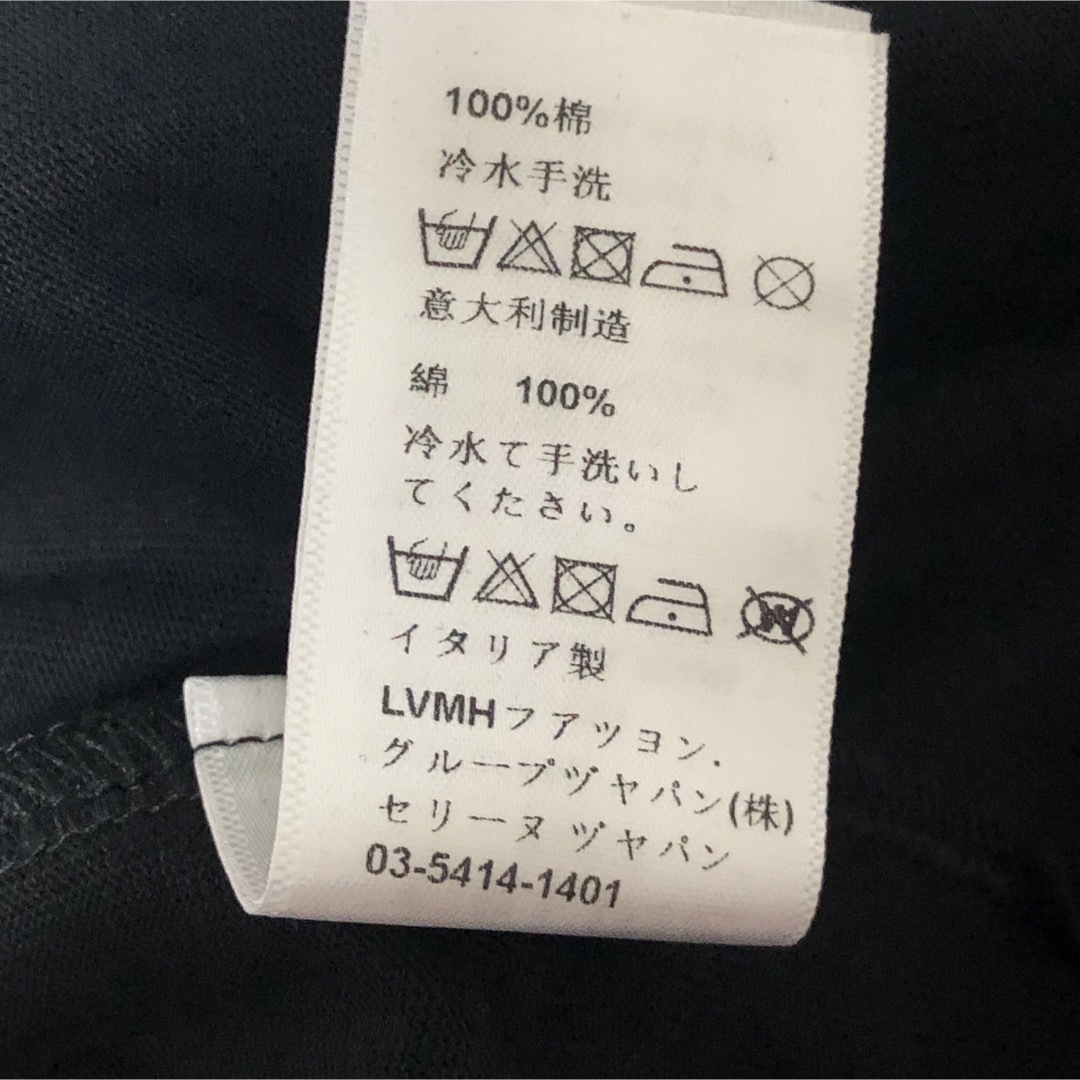 100%棉
冷水手洗
意大利制造
綿 100%
冷水て手洗いし
てくたさい。
イタリア製
LVMHファツヨン.
グループヅヤパン(株)
セリーヌ ヅヤパン
03-5414-1401